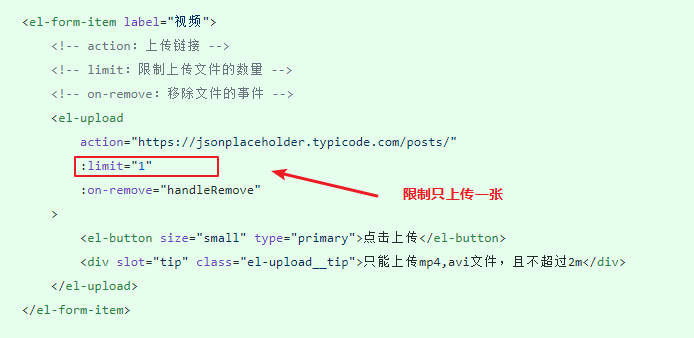 <el-form-item label="视频">
<!-- action：上传链接 -->
<!-- limit：限制上传文件的数量 -->
<!-- on-remove：移除文件的事件 -->
<el-upload
action="https://jsonplaceholder.typicode.com/posts/"
:limit="1"
限制只上传一张
:on-remove="handleRemove"
>
<el-button size="small" type="primary">点击上传</el-button>
<div slot="tip" class="el-upload__tip">只能上传mp4,avi文件，且不超过2m</div>
</el-upload>
</el-form-item>